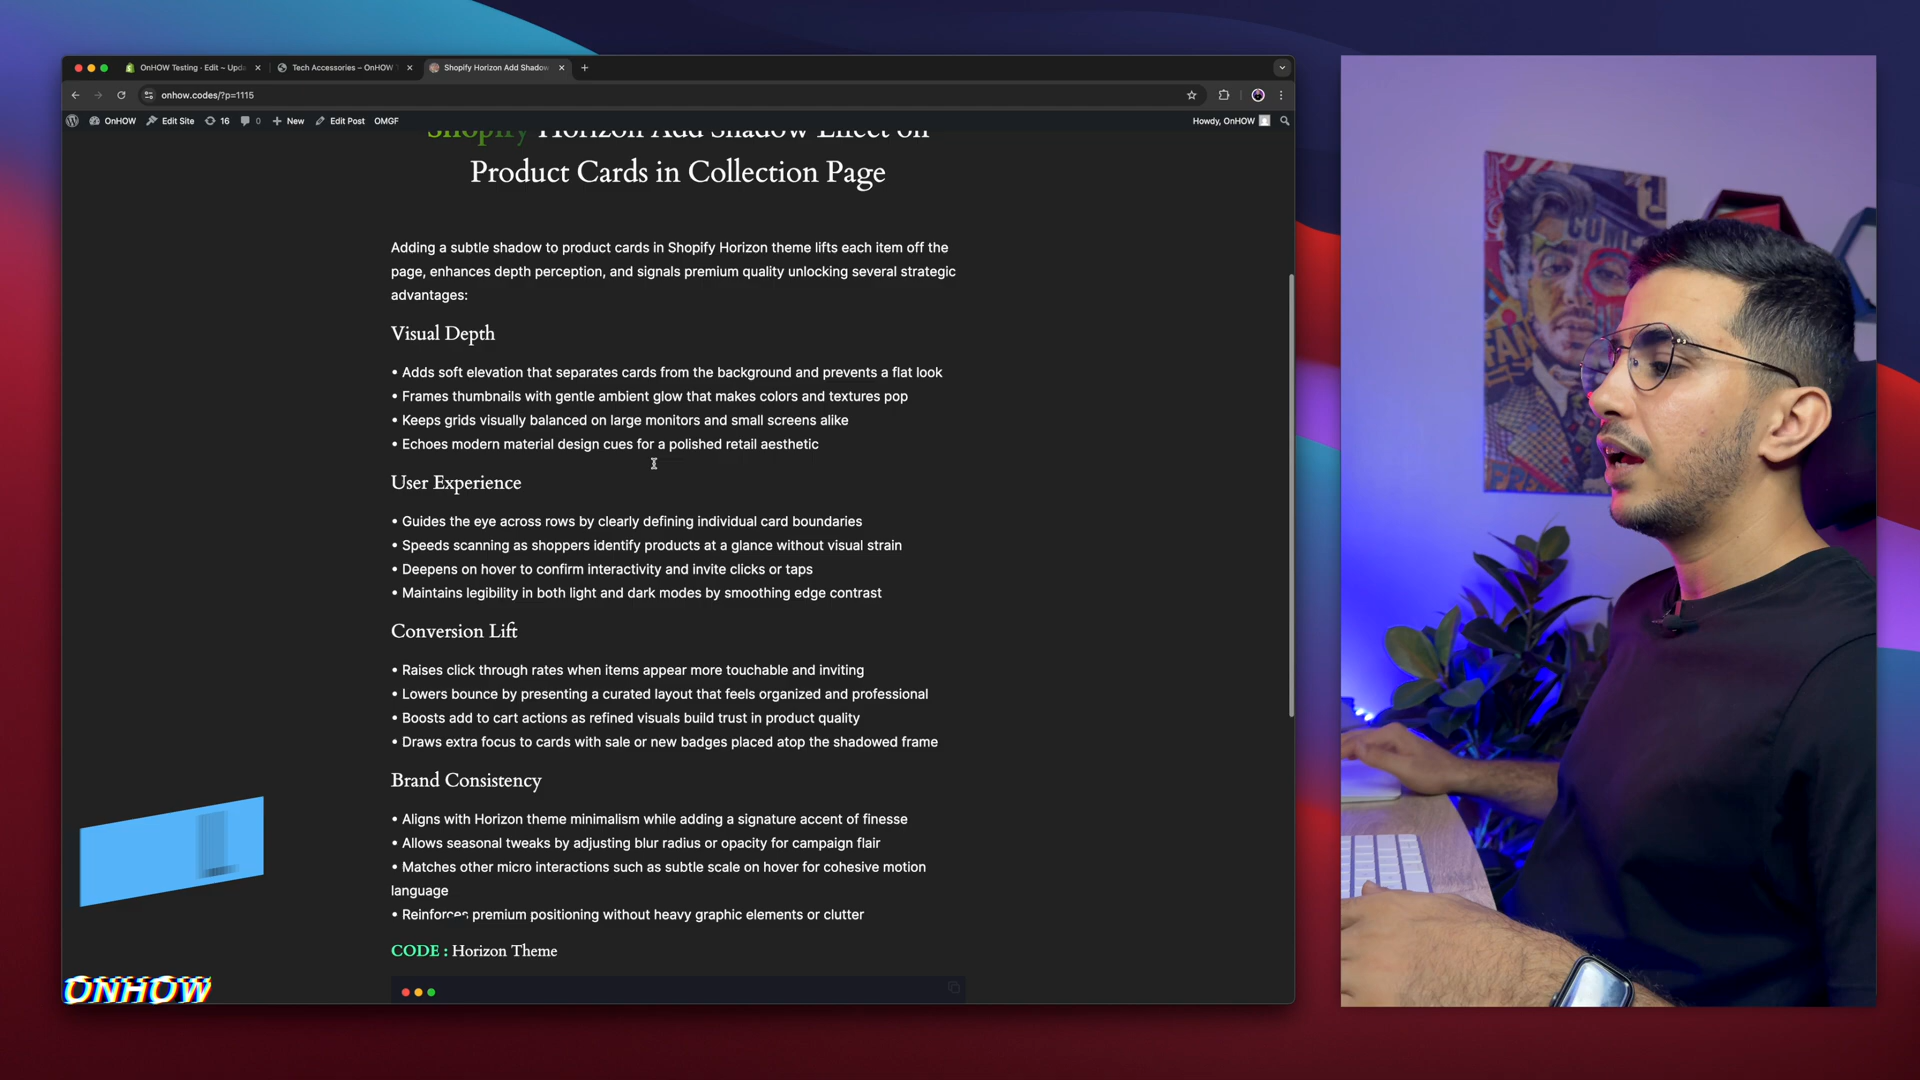 OnHOW Testing · Edit ~ Upd
Tech Accessories – OnHOW
Shopify Horizon Add Shadow
onhow.codes/?p=1115
OnHOW
Edit Site
16
0
New
Edit Post
OMGF
Howdy, OnHOW
Shopify Horizon Add Shadow Effect on
Product Cards in Collection Page
Adding a subtle shadow to product cards in Shopify Horizon theme lifts each item off the
page, enhances depth perception, and signals premium quality unlocking several strategic
advantages:
Visual Depth
• Adds soft elevation that separates cards from the background and prevents a flat look
• Frames thumbnails with gentle ambient glow that makes colors and textures pop
• Keeps grids visually balanced on large monitors and small screens alike
• Echoes modern material design cues for a polished retail aesthetic
User Experience
• Guides the eye across rows by clearly defining individual card boundaries
• Speeds scanning as shoppers identify products at a glance without visual strain
• Deepens on hover to confirm interactivity and invite clicks or taps
• Maintains legibility in both light and dark modes by smoothing edge contrast
Conversion Lift
• Raises click through rates when items appear more touchable and inviting
• Lowers bounce by presenting a curated layout that feels organized and professional
• Boosts add to cart actions as refined visuals build trust in product quality
• Draws extra focus to cards with sale or new badges placed atop the shadowed frame
Brand Consistency
• Aligns with Horizon theme minimalism while adding a signature accent of finesse
• Allows seasonal tweaks by adjusting blur radius or opacity for campaign flair
• Matches other micro interactions such as subtle scale on hover for cohesive motion
language
• Reinforces premium positioning without heavy graphic elements or clutter
CODE : Horizon Theme
ONHOW
COME
FAN